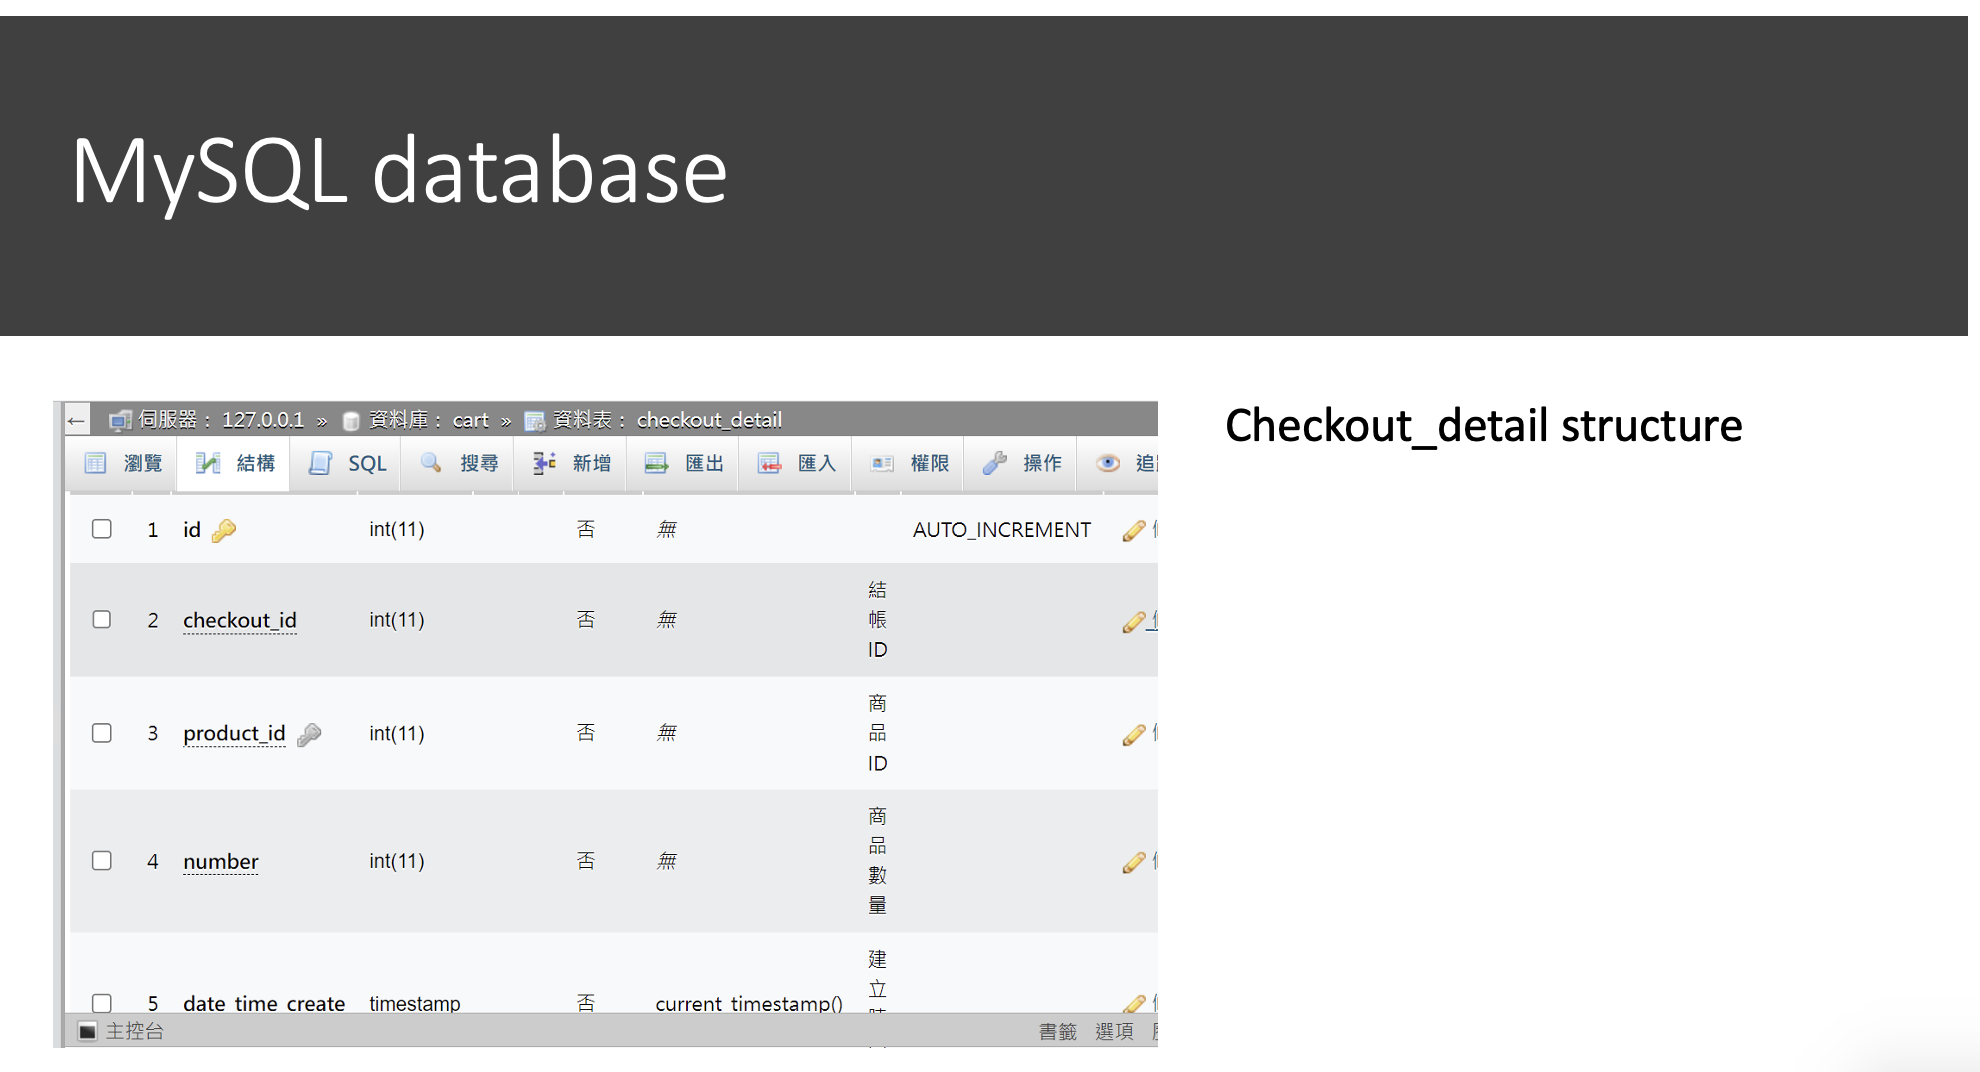 MySQL database
Checkout_detail structure
← 伺服器： 127.0.0.1 » 資料庫： cart » 資料表： checkout_detail
瀏覽 結構 SQL 搜尋 新增 匯出 匯入 權限 操作
1 id int(11) 否 無 AUTO_INCREMENT
2 checkout_id int(11) 否 無 結帳ID
3 product_id int(11) 否 無 商品ID
4 number int(11) 否 無 商品數量
5 date_time_create timestamp 否 current_timestamp() 建立
主控台 書籤 選項